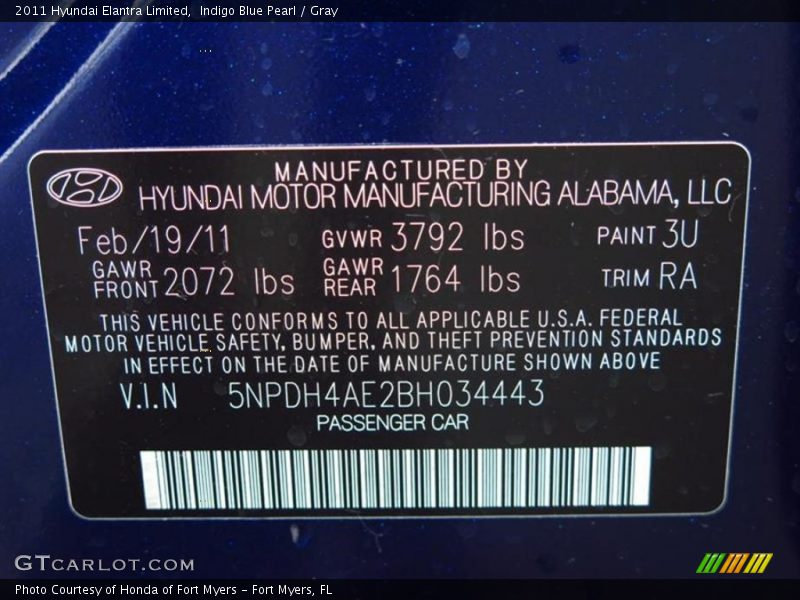 2011 Hyundai Elantra Limited, Indigo Blue Pearl / Gray
MANUFACTURED BY
HYUNDAI MOTOR MANUFACTURING ALABAMA, LLC
Feb/19/11 GVWR 3792 lbs PAINT 3U
GAWR FRONT 2072 lbs GAWR REAR 1764 lbs TRIM RA
THIS VEHICLE CONFORMS TO ALL APPLICABLE U.S.A. FEDERAL
MOTOR VEHICLE SAFETY, BUMPER, AND THEFT PREVENTION STANDARDS
IN EFFECT ON THE DATE OF MANUFACTURE SHOWN ABOVE
V.I.N 5NPDH4AE2BH034443
PASSENGER CAR
GTCARLOT.COM
Photo Courtesy of Honda of Fort Myers - Fort Myers, FL